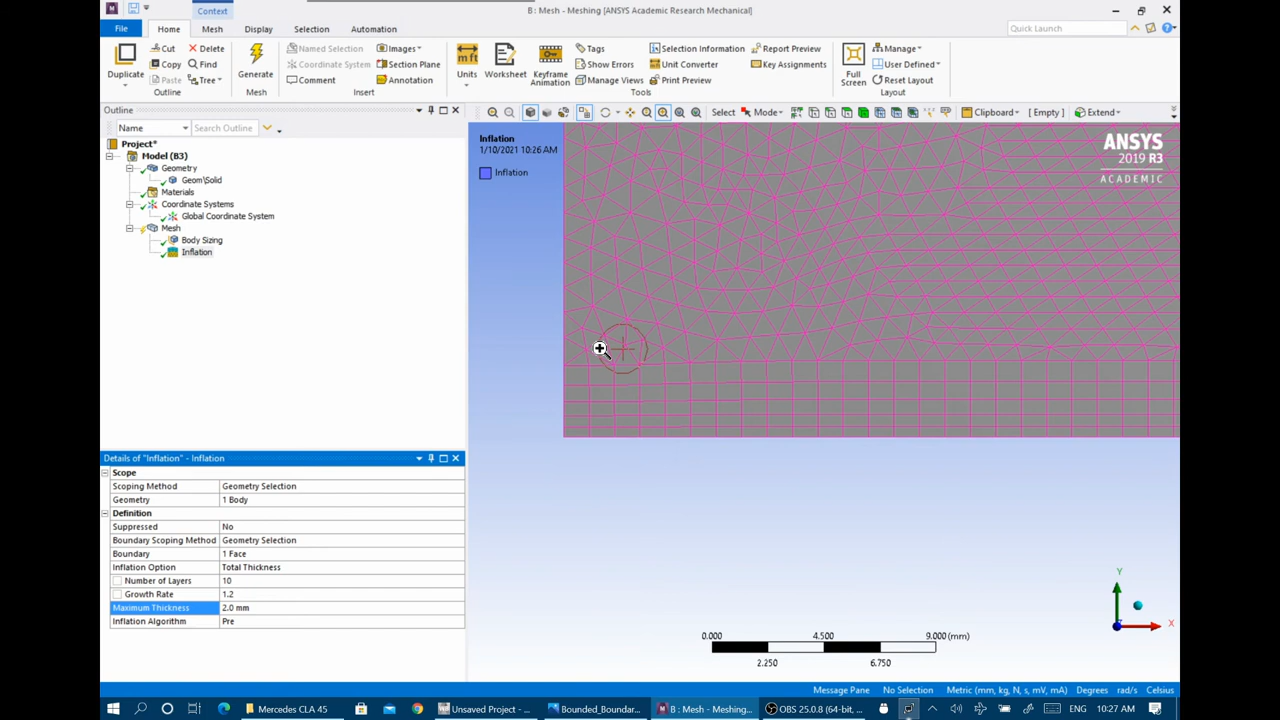 Context
B : Mesh - Meshing [ANSYS Academic Research Mechanical]
File Home Mesh Display Selection Automation
Quick Launch
Duplicate
Cut
Copy
Paste
Delete
Find
Tree
Outline
Generate
Mesh
Named Selection
Coordinate System
Comment
Images
Section Plane
Annotation
Insert
Units
Worksheet
Keyframe
Animation
Tags
Show Errors
Manage Views
Selection Information
Unit Converter
Print Preview
Report Preview
Key Assignments
Tools
Full
Screen
Manage
User Defined
Reset Layout
Layout
Outline
Select Mode Clipboard [ Empty ] Extend
Name Search Outline
Project*
Model (B3)
Geometry
Geom\Solid
Materials
Coordinate Systems
Global Coordinate System
Mesh
Body Sizing
Inflation
Inflation
1/10/2021 10:26 AM
Inflation
ANSYS
2019 R3
ACADEMIC
Details of "Inflation" - Inflation
Scope
Scoping Method Geometry Selection
Geometry 1 Body
Definition
Suppressed No
Boundary Scoping Method Geometry Selection
Boundary 1 Face
Inflation Option Total Thickness
Number of Layers 10
Growth Rate 1.2
Maximum Thickness 2.0 mm
Inflation Algorithm Pre
Y
X
0.000 4.500 9.000 (mm)
2.250 6.750
Message Pane No Selection Metric (mm, kg, N, s, mV, mA) Degrees rad/s Celsius
Mercedes CLA 45 Unsaved Project - ... Bounded_Boundar... B : Mesh - Meshing... OBS 25.0.8 (64-bit, ... ENG 10:27 AM